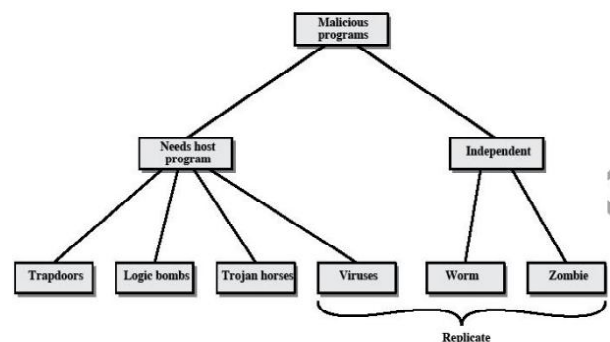 Malicious
programs
Needs host
program
Independent
Trapdoors
Logic bombs
Trojan horses
Viruses
Worm
Zombie
Replicate